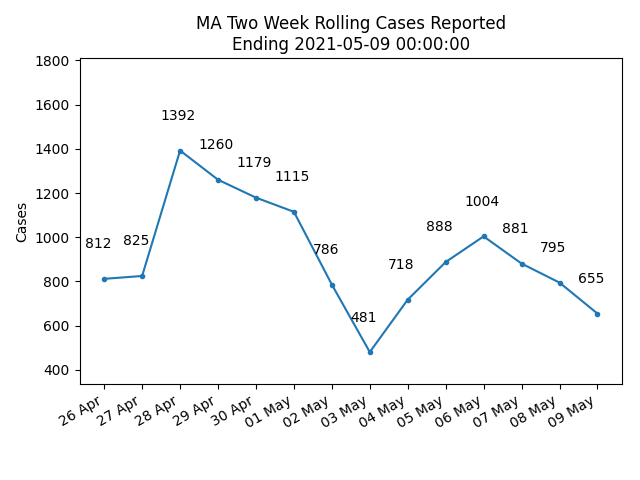 MA Two Week Rolling Cases Reported
Ending 2021-05-09 00:00:00
Cases
1800
1600
1400
1200
1000
800
600
400
812
825
1392
1260
1179
1115
786
481
718
888
1004
881
795
655
26 Apr
27 Apr
28 Apr
29 Apr
30 Apr
01 May
02 May
03 May
04 May
05 May
06 May
07 May
08 May
09 May